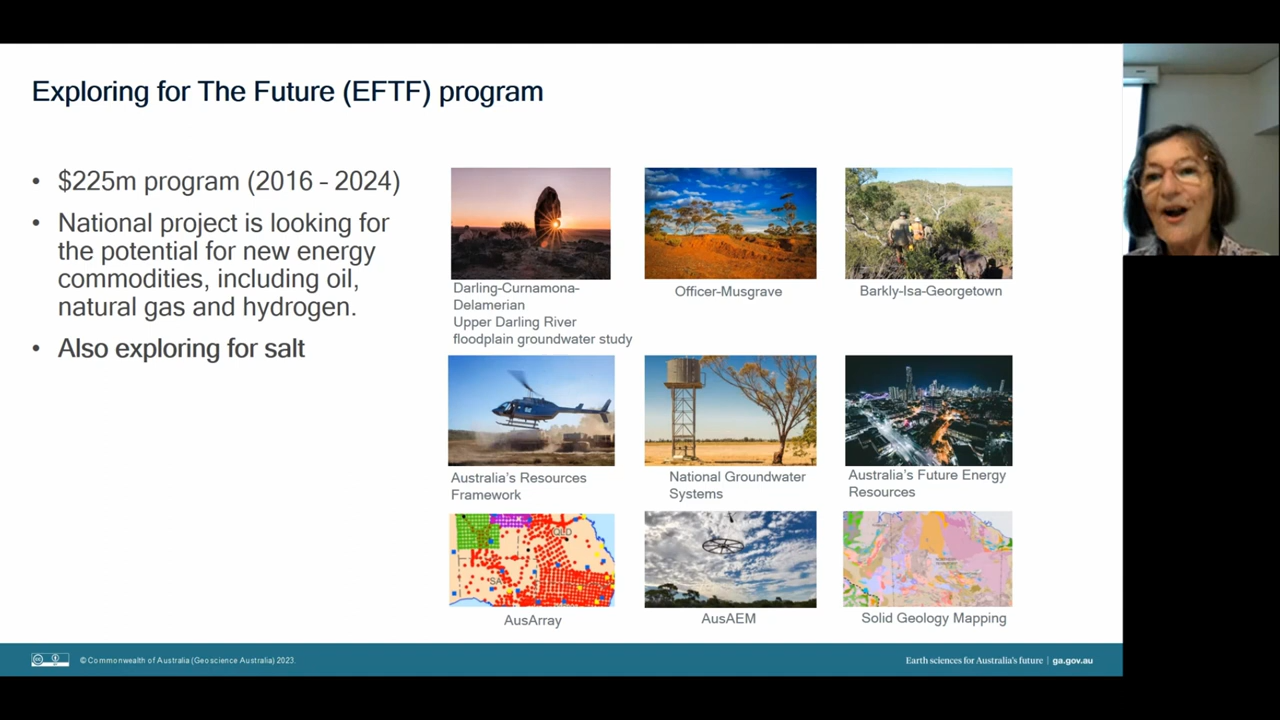 Exploring for The Future (EFTF) program
• $225m program (2016 - 2024)
• National project is looking for
the potential for new energy
commodities, including oil,
natural gas and hydrogen.
• Also exploring for salt
Darling-Curnamona-
Delamerian
Upper Darling River
floodplain groundwater study
Officer-Musgrave
Barkly-Isa-Georgetown
Australia's Resources
Framework
National Groundwater
Systems
Australia's Future Energy
Resources
QLD
SA
AusArray
AusAEM
Solid Geology Mapping
© Commonwealth of Australia (Geoscience Australia) 2023.
Earth sciences for Australia's future | ga.gov.au